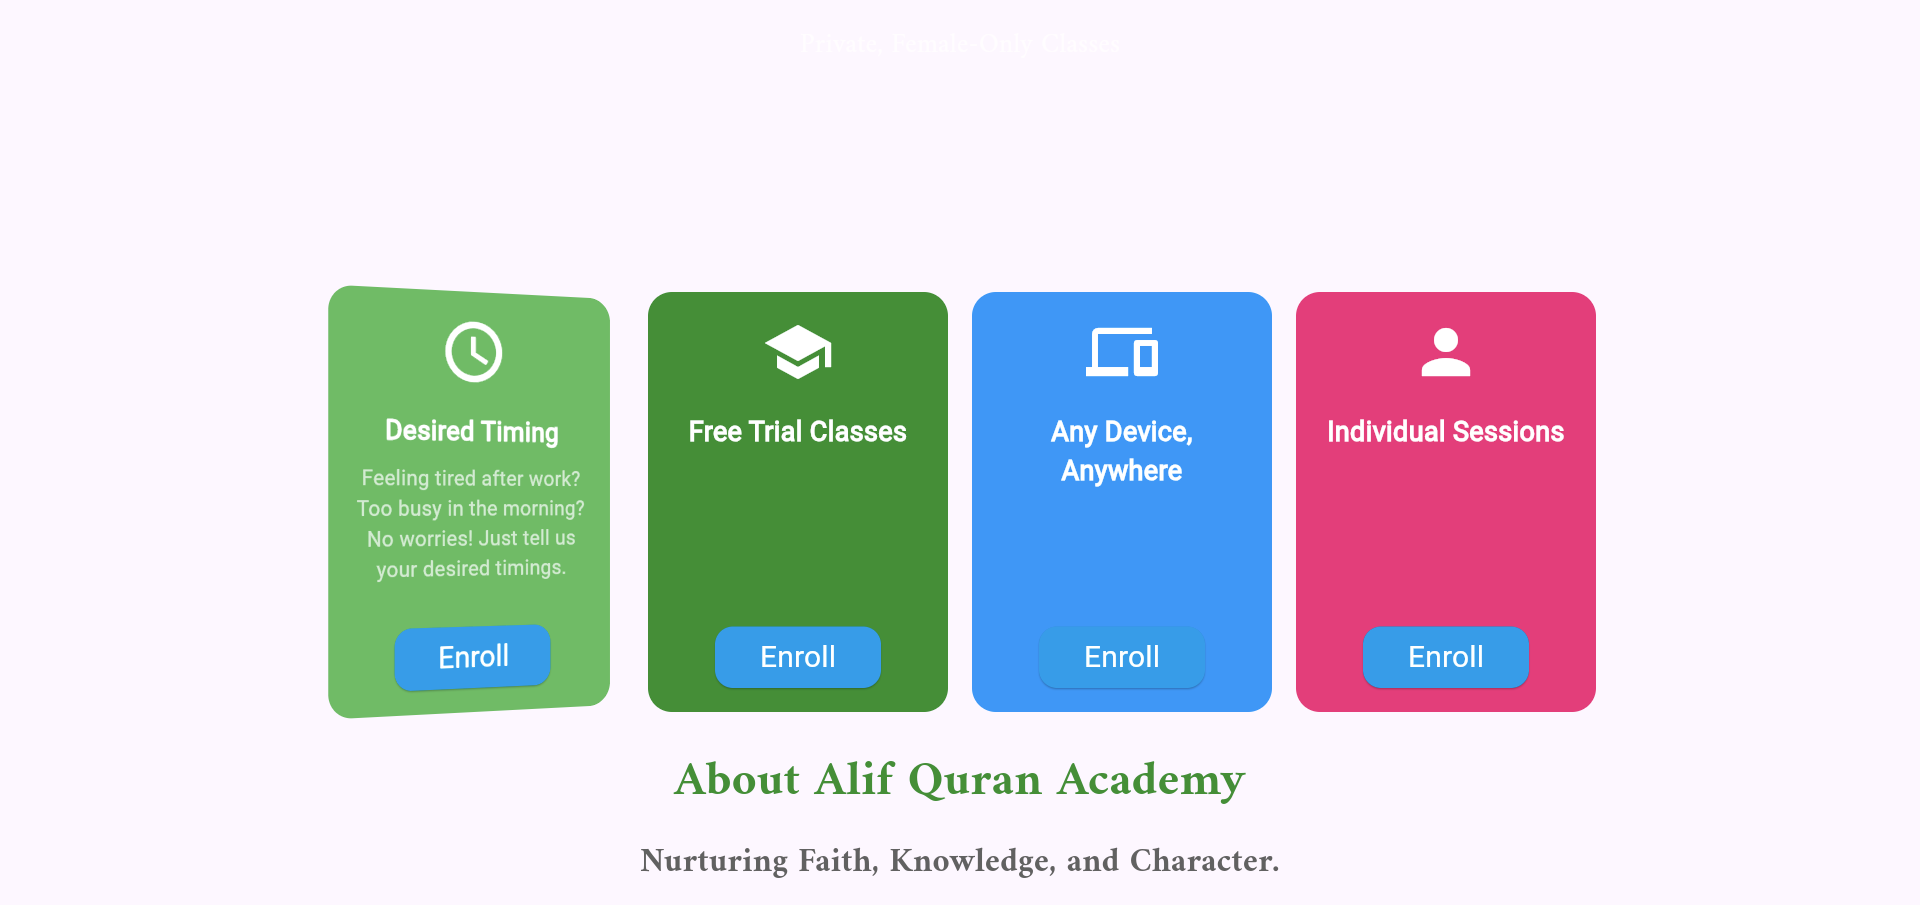 Private, Female-Only Classes
Desired Timing
Feeling tired after work?
Too busy in the morning?
No worries! Just tell us
your desired timings.
Enroll
Free Trial Classes
Enroll
Any Device,
Anywhere
Enroll
Individual Sessions
Enroll
About Alif Quran Academy
Nurturing Faith, Knowledge, and Character.